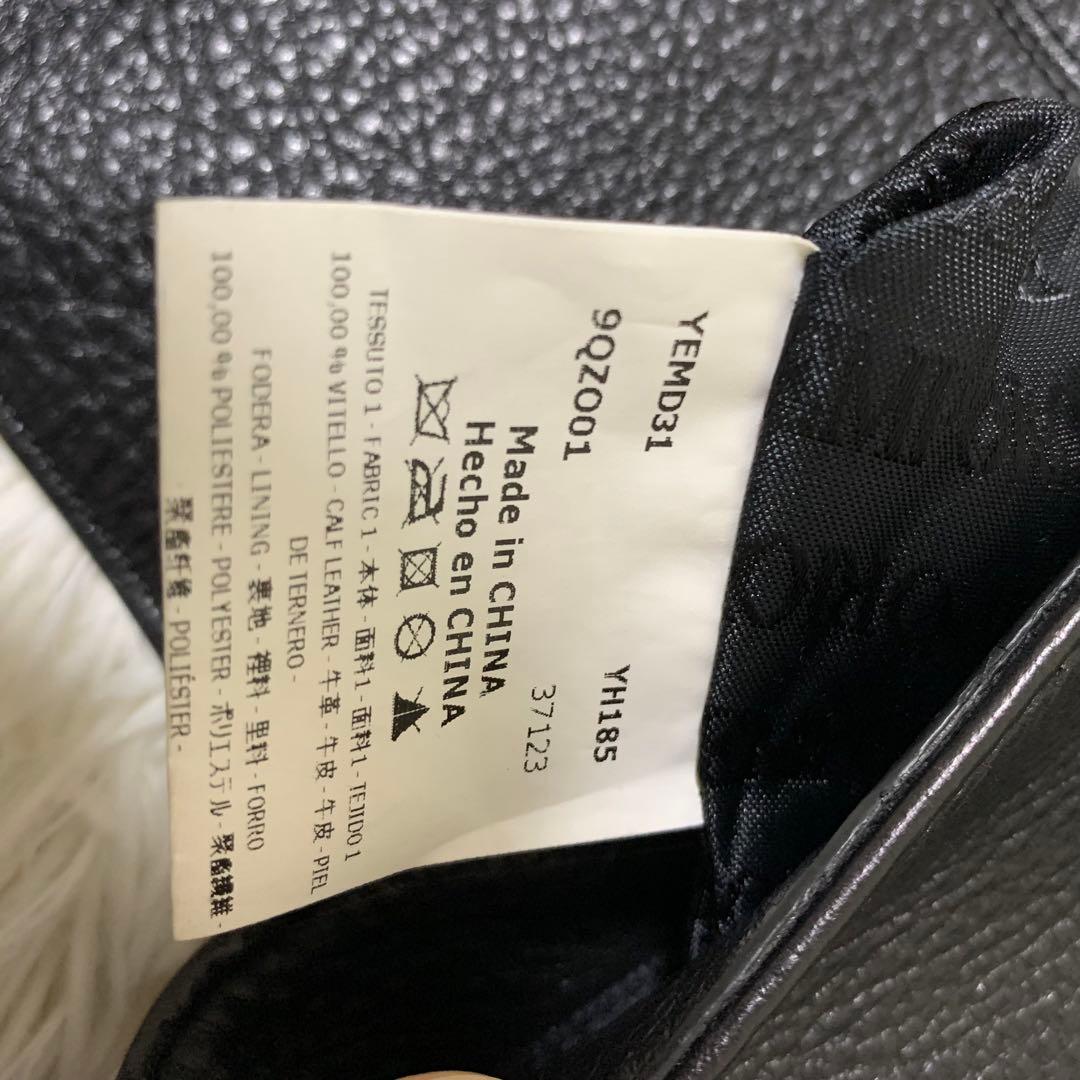 YEMD31
9QZ001 YH185
37123
Made in CHINA
Hecho en CHINA
TESSUTO 1 - FABRIC 1 - 本体 - 面料1 - 面料1 - TEJIDO 1
100,00 % VITELLO - CALF LEATHER - 牛革 - 牛皮 - 牛皮 - PIEL
DE TERNERO -
FODERA - LINING - 裏地 - 裡料 - 里料 - FORRO
100,00 % POLIESTERE - POLYESTER - ポリエステル - 聚酯纖維 -
聚酯纤维 - POLIÉSTER -